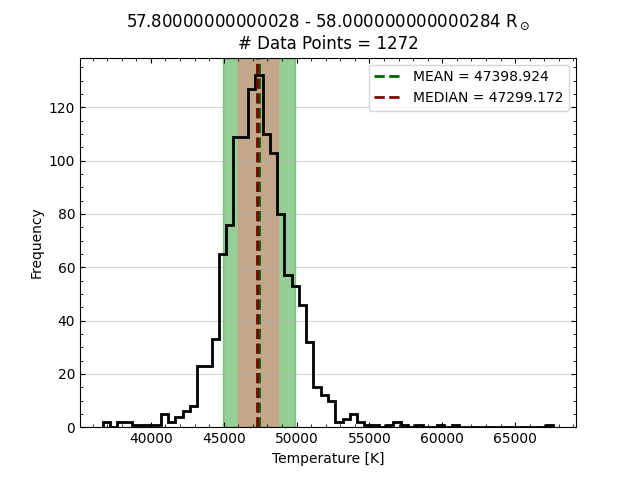 57.80000000000028 - 58.000000000000284 R⊙
# Data Points = 1272
MEAN = 47398.924
MEDIAN = 47299.172
120
100
80
60
40
20
0
Frequency
40000 45000 50000 55000 60000 65000
Temperature [K]